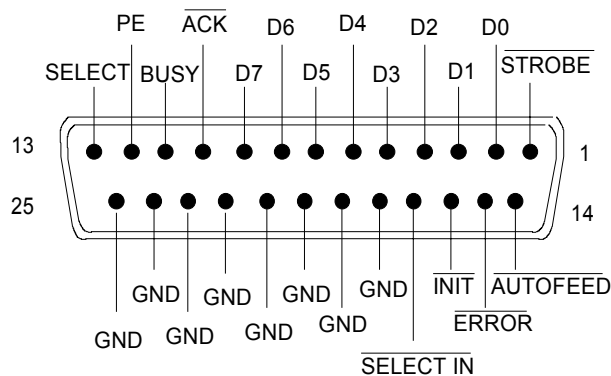 PE ACK D6 D4 D2 D0
SELECT BUSY D7 D5 D3 D1 STROBE
13 1
25 14
GND GND GND GND INIT AUTOFEED
GND GND GND GND ERROR
SELECT IN